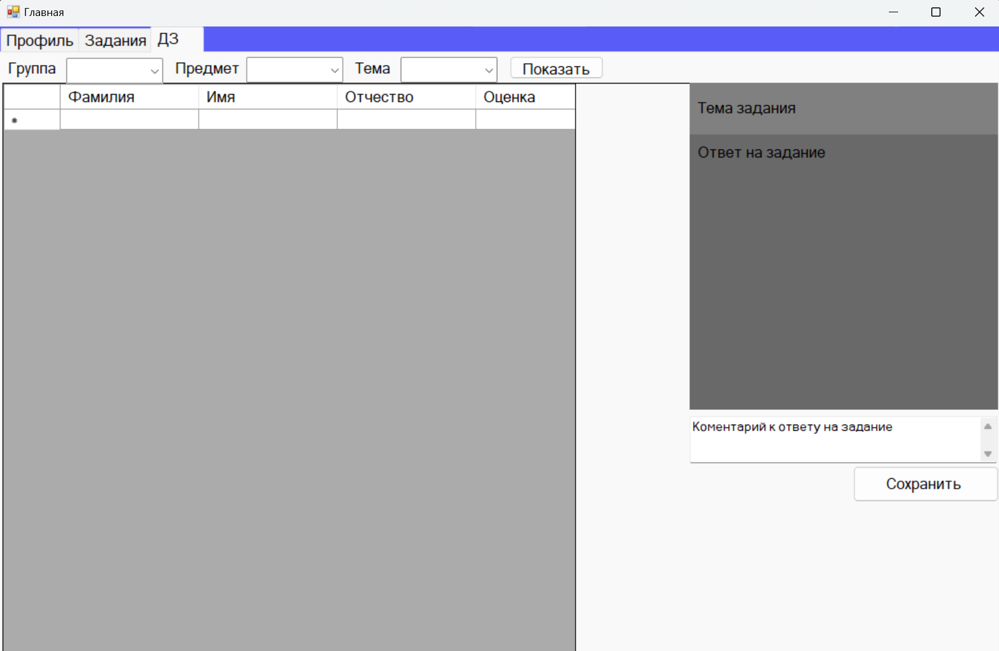 Главная
Профиль Задания ДЗ
Группа Предмет Тема Показать
Фамилия Имя Отчество Оценка
Тема задания
Ответ на задание
Коментарий к ответу на задание
Сохранить